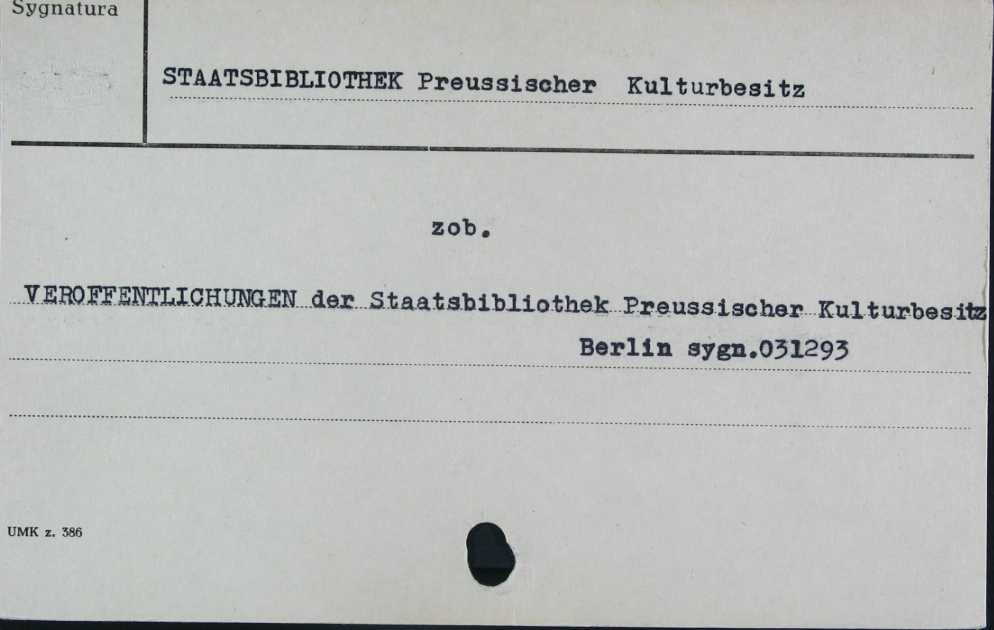 Sygnatura
STAATSBIBLIOTHEK Preussischer Kulturbesitz
zob.
VEROFFENTLICHUNGEN der Staatsbibliothek Preussischer Kulturbesitz
Berlin sygn.031293
UMK z. 386